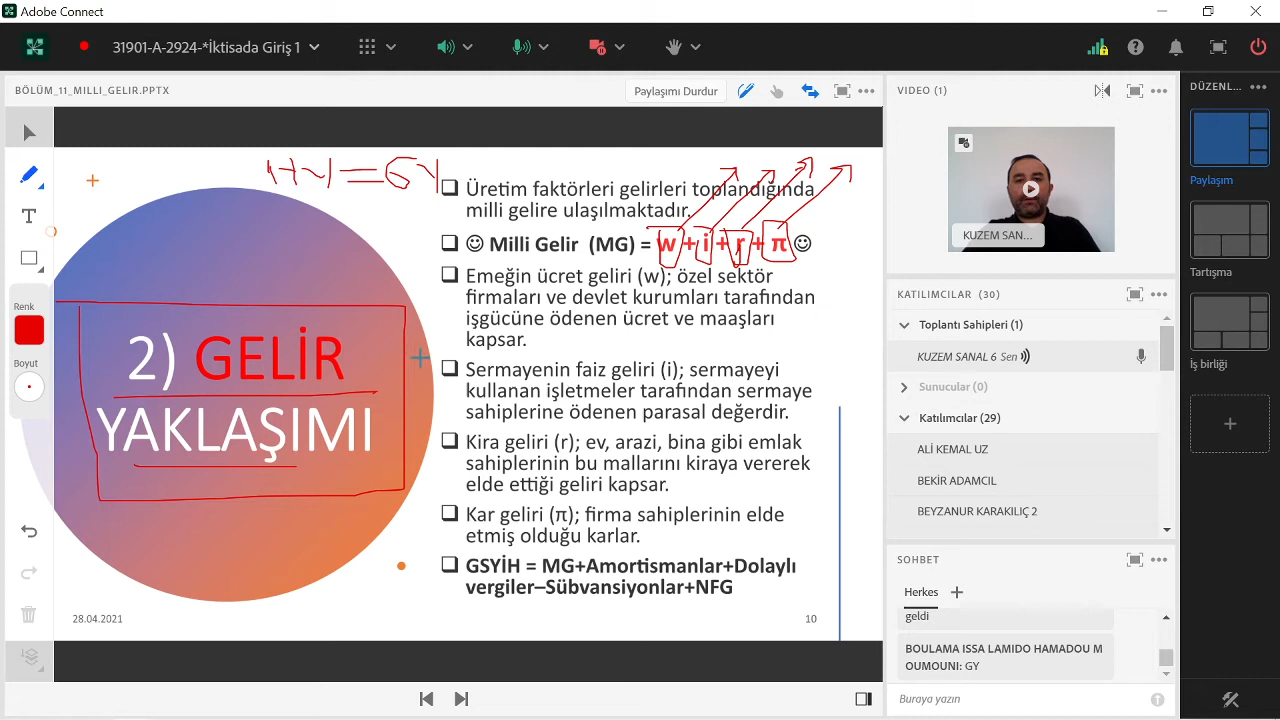 Adobe Connect
31901-A-2924-*İktisada Giriş 1
BÖLÜM_11_MILLI_GELIR.PPTX
Paylaşımı Durdur
Renk
Boyut
2) GELİR
YAKLAŞIMI
= GY
Üretim faktörleri gelirleri toplandığında
milli gelire ulaşılmaktadır.
☺ Milli Gelir (MG) = w+i+r+π ☺
Emeğin ücret geliri (w); özel sektör
firmaları ve devlet kurumları tarafından
işgücüne ödenen ücret ve maaşları
kapsar.
Sermayenin faiz geliri (i); sermayeyi
kullanan işletmeler tarafından sermaye
sahiplerine ödenen parasal değerdir.
Kira geliri (r); ev, arazi, bina gibi emlak
sahiplerinin bu mallarını kiraya vererek
elde ettiği geliri kapsar.
Kar geliri (π); firma sahiplerinin elde
etmiş olduğu karlar.
GSYİH = MG+Amortismanlar+Dolaylı
vergiler–Sübvansiyonlar+NFG
28.04.2021
10
VIDEO (1)
KUZEM SAN...
KATILIMCILAR (30)
Toplantı Sahipleri (1)
KUZEM SANAL 6 Sen
Sunucular (0)
Katılımcılar (29)
ALİ KEMAL UZ
BEKİR ADAMCIL
BEYZANUR KARAKILIÇ 2
SOHBET
Herkes
geldi
BOULAMA ISSA LAMIDO HAMADOU M
OUMOUNI: GY
Buraya yazın
DÜZENL...
Paylaşım
Tartışma
İş birliği